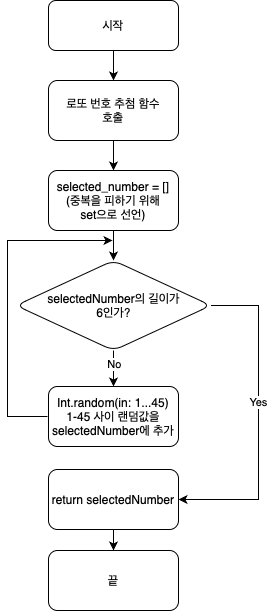 시작
로또 번호 추첨 함수
호출
selected_number = []
(중복을 피하기 위해
set으로 선언)
selectedNumber의 길이가
6인가?
No
Int.random(in: 1...45)
1-45 사이 랜덤값을
selectedNumber에 추가
Yes
return selectedNumber
끝